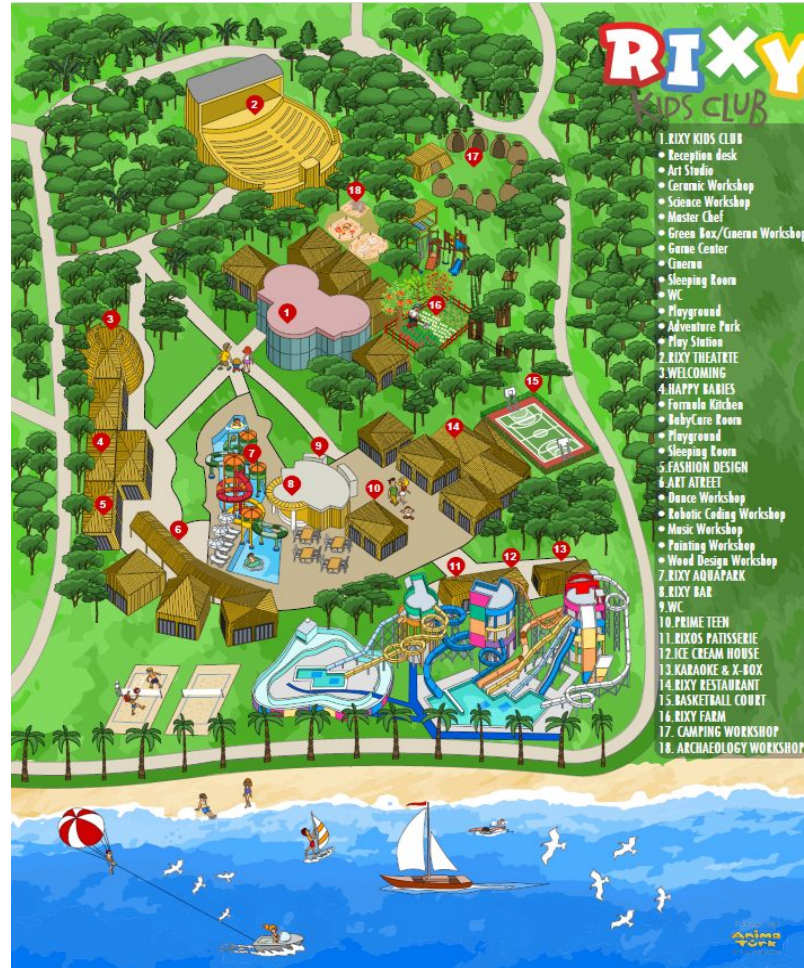 RIXY
KIDS CLUB
1.RIXY KIDS CLUB
• Reception desk
• Art Studio
• Ceramic Workshop
• Science Workshop
• Master Chef
• Green Box/Cinema Workshop
• Game Center
• Cinema
• Sleeping Room
• WC
• Playground
• Adventure Park
• Play Station
2.RIXY THEATRTE
3.WELCOMING
4.HAPPY BABIES
• Formula Kitchen
• BabyCare Room
• Playground
• Sleeping Room
5.FASHION DESIGN
6.ART ATREET
• Dance Workshop
• Robotic Coding Workshop
• Music Workshop
• Painting Workshop
• Wood Design Workshop
7.RIXY AQUAPARK
8.RIXY BAR
9.WC
10.PRIME TEEN
11.RIXOS PATISSERIE
12.ICE CREAM HOUSE
13.KARAOKE & X-BOX
14.RIXY RESTAURANT
15.BASKETBALL COURT
16.RIXY FARM
17. CAMPING WORKSHOP
18. ARCHAEOLOGY WORKSHOP
2
17
18
1
16
3
15
14
4
9
7
8
10
5
6
12
13
11
Anima
Türk